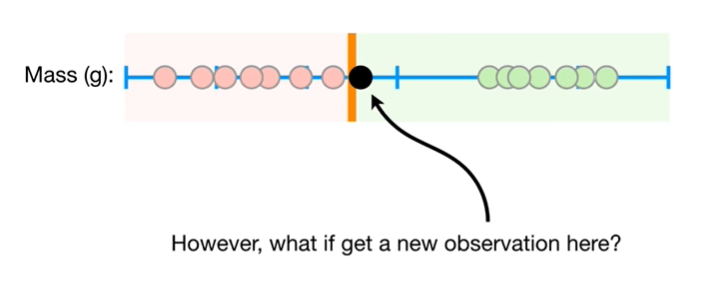 Mass (g):
However, what if get a new observation here?